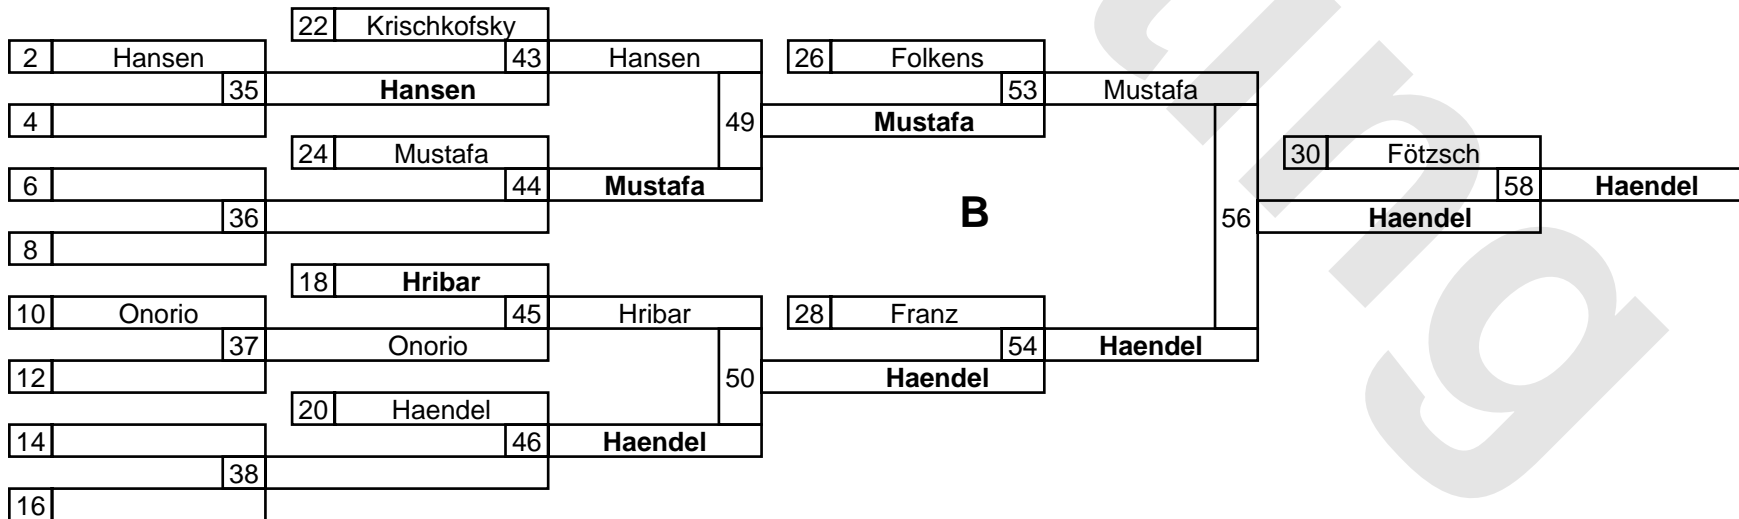 22 Krischkofsky
2 Hansen 43 Hansen 26 Folkens
35 Hansen 53 Mustafa
4 49 Mustafa
24 Mustafa 30 Fötzsch
6 44 Mustafa 58 Haendel
36 B 56 Haendel
8
18 Hribar
10 Onorio 45 Hribar 28 Franz
37 Onorio 54 Haendel
12 50 Haendel
20 Haendel
14 46 Haendel
38
16
ung